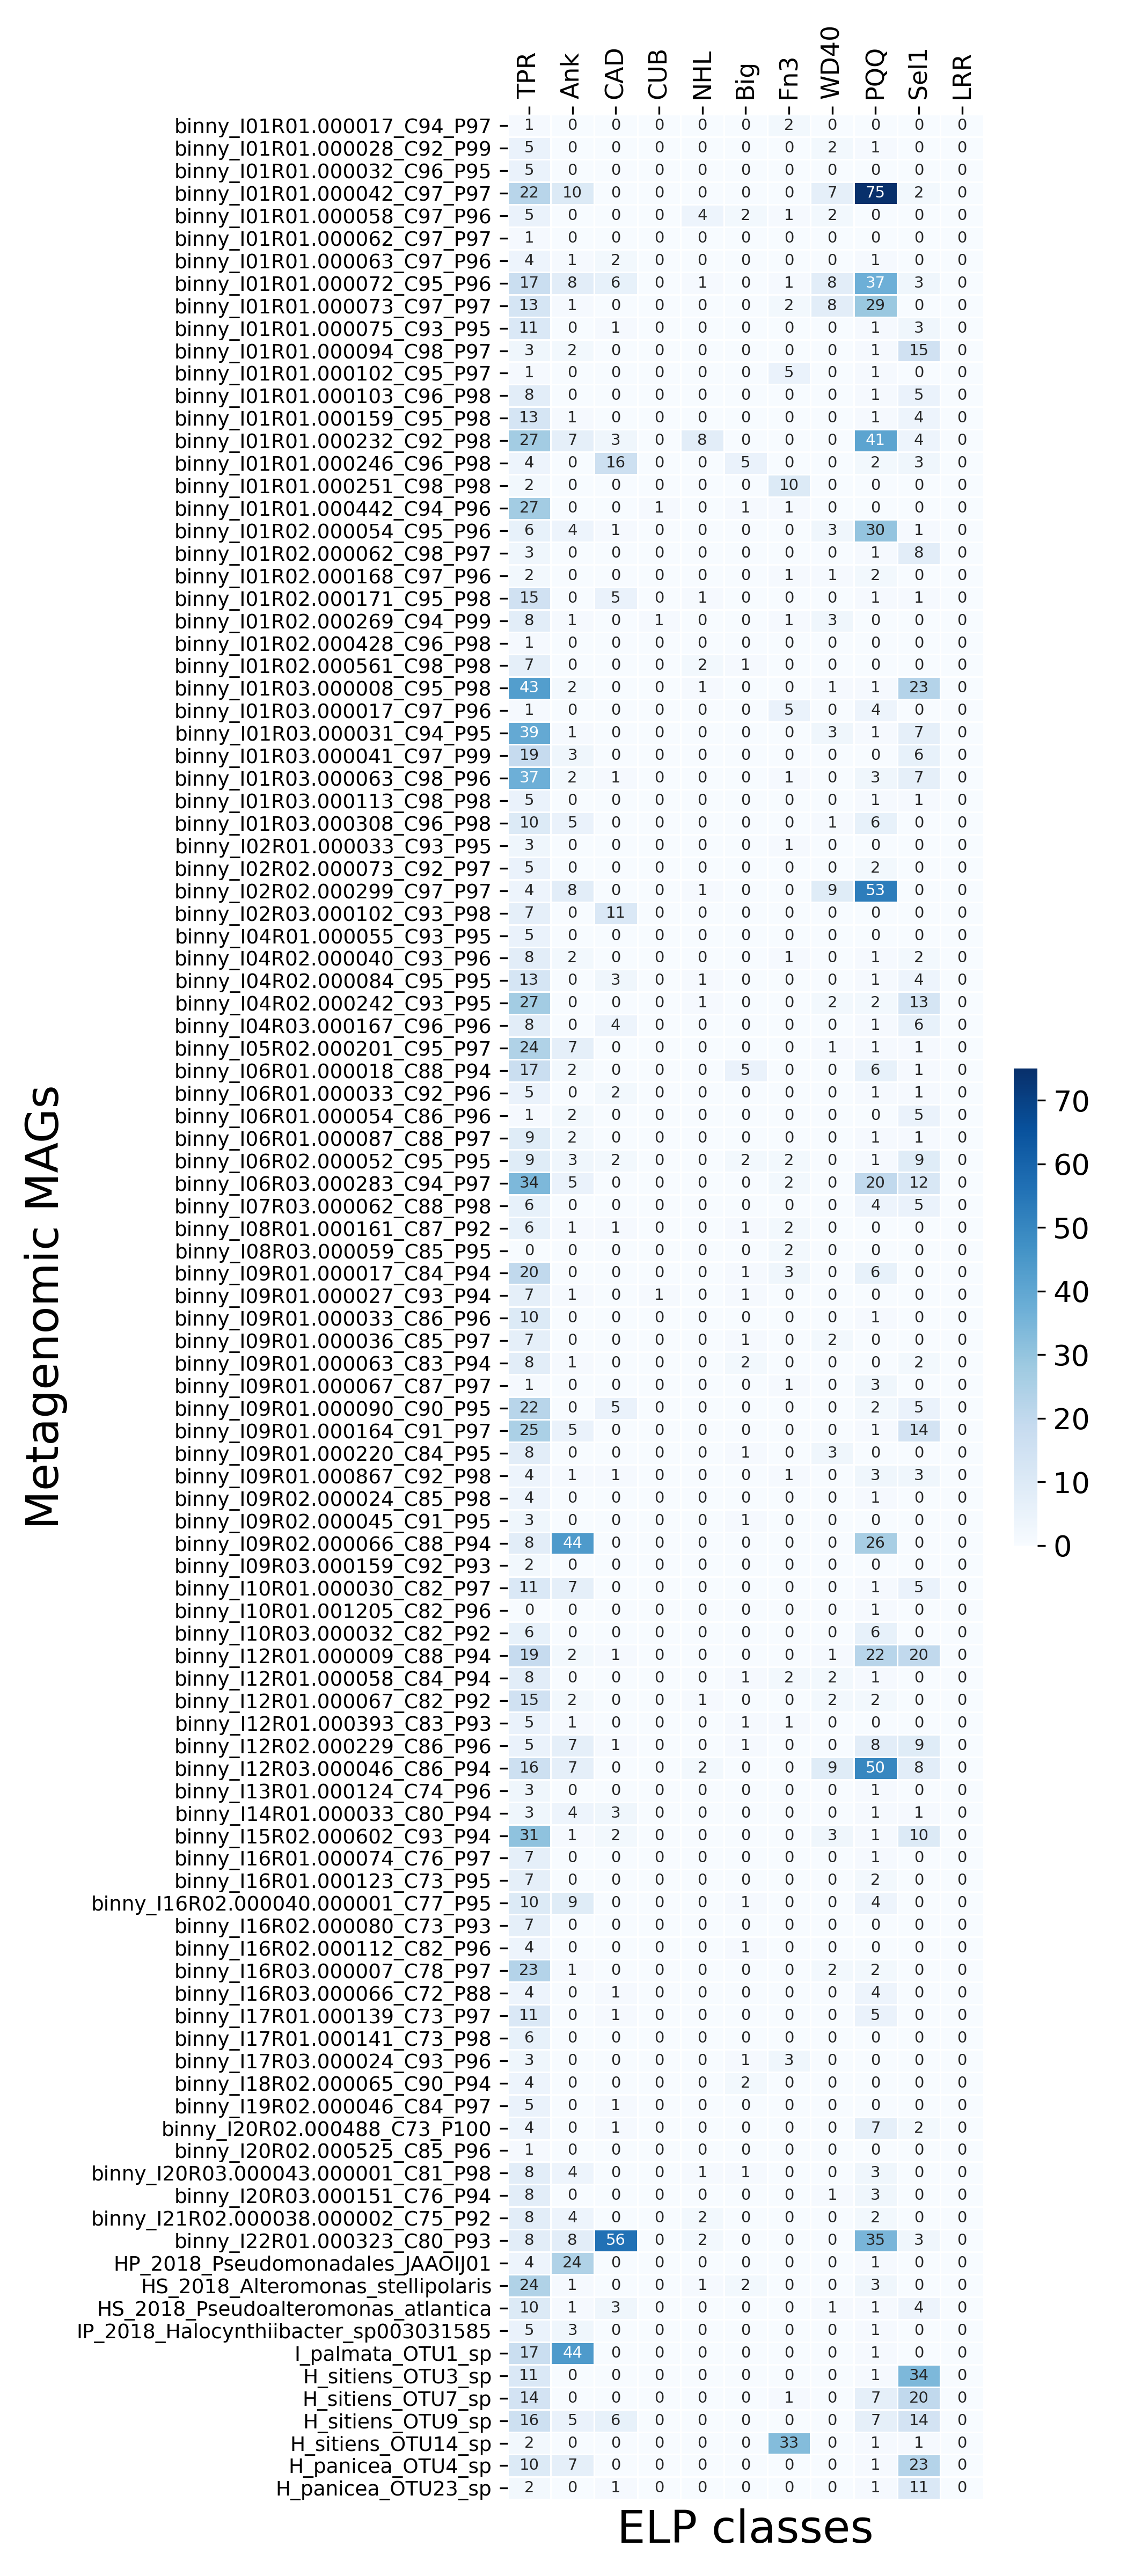 TPR Ank CAD CUB NHL Big Fn3 WD40 PQQ Sel1 LRR
binny_I01R01.000017_C94_P97 1 0 0 0 0 0 2 0 0 0 0
binny_I01R01.000028_C92_P99 5 0 0 0 0 0 0 2 1 0 0
binny_I01R01.000032_C96_P95 5 0 0 0 0 0 0 0 0 0 0
binny_I01R01.000042_C97_P97 22 10 0 0 0 0 0 7 75 2 0
binny_I01R01.000058_C97_P96 5 0 0 0 4 2 1 2 0 0 0
binny_I01R01.000062_C97_P97 1 0 0 0 0 0 0 0 0 0 0
binny_I01R01.000063_C97_P96 4 1 2 0 0 0 0 0 1 0 0
binny_I01R01.000072_C95_P96 17 8 6 0 1 0 1 8 37 3 0
binny_I01R01.000073_C97_P97 13 1 0 0 0 0 2 8 29 0 0
binny_I01R01.000075_C93_P95 11 0 1 0 0 0 0 0 1 3 0
binny_I01R01.000094_C98_P97 3 2 0 0 0 0 0 0 1 15 0
binny_I01R01.000102_C95_P97 1 0 0 0 0 0 5 0 1 0 0
binny_I01R01.000103_C96_P98 8 0 0 0 0 0 0 0 1 5 0
binny_I01R01.000159_C95_P98 13 1 0 0 0 0 0 0 1 4 0
binny_I01R01.000232_C92_P98 27 7 3 0 8 0 0 0 41 4 0
binny_I01R01.000246_C96_P98 4 0 16 0 0 5 0 0 2 3 0
binny_I01R01.000251_C98_P98 2 0 0 0 0 0 10 0 0 0 0
binny_I01R01.000442_C94_P96 27 0 0 1 0 1 1 0 0 0 0
binny_I01R02.000054_C95_P96 6 4 1 0 0 0 0 3 30 1 0
binny_I01R02.000062_C98_P97 3 0 0 0 0 0 0 0 1 8 0
binny_I01R02.000168_C97_P96 2 0 0 0 0 0 1 1 2 0 0
binny_I01R02.000171_C95_P98 15 0 5 0 1 0 0 0 1 1 0
binny_I01R02.000269_C94_P99 8 1 0 1 0 0 1 3 0 0 0
binny_I01R02.000428_C96_P98 1 0 0 0 0 0 0 0 0 0 0
binny_I01R02.000561_C98_P98 7 0 0 0 2 1 0 0 0 0 0
binny_I01R03.000008_C95_P98 43 2 0 0 1 0 0 1 1 23 0
binny_I01R03.000017_C97_P96 1 0 0 0 0 0 5 0 4 0 0
binny_I01R03.000031_C94_P95 39 1 0 0 0 0 0 3 1 7 0
binny_I01R03.000041_C97_P99 19 3 0 0 0 0 0 0 0 6 0
binny_I01R03.000063_C98_P96 37 2 1 0 0 0 1 0 3 7 0
binny_I01R03.000113_C98_P98 5 0 0 0 0 0 0 0 1 1 0
binny_I01R03.000308_C96_P98 10 5 0 0 0 0 0 1 6 0 0
binny_I02R01.000033_C93_P95 3 0 0 0 0 0 1 0 0 0 0
binny_I02R02.000073_C92_P97 5 0 0 0 0 0 0 0 2 0 0
binny_I02R02.000299_C97_P97 4 8 0 0 1 0 0 9 53 0 0
binny_I02R03.000102_C93_P98 7 0 11 0 0 0 0 0 0 0 0
binny_I04R01.000055_C93_P95 5 0 0 0 0 0 0 0 0 0 0
binny_I04R02.000040_C93_P96 8 2 0 0 0 0 1 0 1 2 0
binny_I04R02.000084_C95_P95 13 0 3 0 1 0 0 0 1 4 0
binny_I04R02.000242_C93_P95 27 0 0 0 1 0 0 2 2 13 0
binny_I04R03.000167_C96_P96 8 0 4 0 0 0 0 0 1 6 0
binny_I05R02.000201_C95_P97 24 7 0 0 0 0 0 1 1 1 0
binny_I06R01.000018_C88_P94 17 2 0 0 0 5 0 0 6 1 0
binny_I06R01.000033_C92_P96 5 0 2 0 0 0 0 0 1 1 0
binny_I06R01.000054_C86_P96 1 2 0 0 0 0 0 0 0 5 0
binny_I06R01.000087_C88_P97 9 2 0 0 0 0 0 0 1 1 0
binny_I06R02.000052_C95_P95 9 3 2 0 0 2 2 0 1 9 0
binny_I06R03.000283_C94_P97 34 5 0 0 0 0 2 0 20 12 0
binny_I07R03.000062_C88_P98 6 0 0 0 0 0 0 0 4 5 0
binny_I08R01.000161_C87_P92 6 1 1 0 0 1 2 0 0 0 0
binny_I08R03.000059_C85_P95 0 0 0 0 0 0 2 0 0 0 0
binny_I09R01.000017_C84_P94 20 0 0 0 0 1 3 0 6 0 0
binny_I09R01.000027_C93_P94 7 1 0 1 0 1 0 0 0 0 0
binny_I09R01.000033_C86_P96 10 0 0 0 0 0 0 0 1 0 0
binny_I09R01.000036_C85_P97 7 0 0 0 0 1 0 2 0 0 0
binny_I09R01.000063_C83_P94 8 1 0 0 0 2 0 0 0 2 0
binny_I09R01.000067_C87_P97 1 0 0 0 0 0 1 0 3 0 0
binny_I09R01.000090_C90_P95 22 0 5 0 0 0 0 0 2 5 0
binny_I09R01.000164_C91_P97 25 5 0 0 0 0 0 0 1 14 0
binny_I09R01.000220_C84_P95 8 0 0 0 0 1 0 3 0 0 0
binny_I09R01.000867_C92_P98 4 1 1 0 0 0 1 0 3 3 0
binny_I09R02.000024_C85_P98 4 0 0 0 0 0 0 0 1 0 0
binny_I09R02.000045_C91_P95 3 0 0 0 0 1 0 0 0 0 0
binny_I09R02.000066_C88_P94 8 44 0 0 0 0 0 0 26 0 0
binny_I09R03.000159_C92_P93 2 0 0 0 0 0 0 0 0 0 0
binny_I10R01.000030_C82_P97 11 7 0 0 0 0 0 0 1 5 0
binny_I10R01.001205_C82_P96 0 0 0 0 0 0 0 0 1 0 0
binny_I10R03.000032_C82_P92 6 0 0 0 0 0 0 0 6 0 0
binny_I12R01.000009_C88_P94 19 2 1 0 0 0 0 1 22 20 0
binny_I12R01.000058_C84_P94 8 0 0 0 0 1 2 2 1 0 0
binny_I12R01.000067_C82_P92 15 2 0 0 1 0 0 2 2 0 0
binny_I12R01.000393_C83_P93 5 1 0 0 0 1 1 0 0 0 0
binny_I12R02.000229_C86_P96 5 7 1 0 0 1 0 0 8 9 0
binny_I12R03.000046_C86_P94 16 7 0 0 2 0 0 9 50 8 0
binny_I13R01.000124_C74_P96 3 0 0 0 0 0 0 0 1 0 0
binny_I14R01.000033_C80_P94 3 4 3 0 0 0 0 0 1 1 0
binny_I15R02.000602_C93_P94 31 1 2 0 0 0 0 3 1 10 0
binny_I16R01.000074_C76_P97 7 0 0 0 0 0 0 0 1 0 0
binny_I16R01.000123_C73_P95 7 0 0 0 0 0 0 0 2 0 0
binny_I16R02.000040.000001_C77_P95 10 9 0 0 0 1 0 0 4 0 0
binny_I16R02.000080_C73_P93 7 0 0 0 0 0 0 0 0 0 0
binny_I16R02.000112_C82_P96 4 0 0 0 0 1 0 0 0 0 0
binny_I16R03.000007_C78_P97 23 1 0 0 0 0 0 2 2 0 0
binny_I16R03.000066_C72_P88 4 0 1 0 0 0 0 0 4 0 0
binny_I17R01.000139_C73_P97 11 0 1 0 0 0 0 0 5 0 0
binny_I17R01.000141_C73_P98 6 0 0 0 0 0 0 0 0 0 0
binny_I17R03.000024_C93_P96 3 0 0 0 0 1 3 0 0 0 0
binny_I18R02.000065_C90_P94 4 0 0 0 0 2 0 0 0 0 0
binny_I19R02.000046_C84_P97 5 0 1 0 0 0 0 0 0 0 0
binny_I20R02.000488_C73_P100 4 0 1 0 0 0 0 0 7 2 0
binny_I20R02.000525_C85_P96 1 0 0 0 0 0 0 0 0 0 0
binny_I20R03.000043.000001_C81_P98 8 4 0 0 1 1 0 0 3 0 0
binny_I20R03.000151_C76_P94 8 0 0 0 0 0 0 1 3 0 0
binny_I21R02.000038.000002_C75_P92 8 4 0 0 2 0 0 0 2 0 0
binny_I22R01.000323_C80_P93 8 8 56 0 2 0 0 0 35 3 0
HP_2018_Pseudomonadales_JAAOIJ01 4 24 0 0 0 0 0 0 1 0 0
HS_2018_Alteromonas_stellipolaris 24 1 0 0 1 2 0 0 3 0 0
HS_2018_Pseudoalteromonas_atlantica 10 1 3 0 0 0 0 1 1 4 0
IP_2018_Halocynthiibacter_sp003031585 5 3 0 0 0 0 0 0 1 0 0
I_palmata_OTU1_sp 17 44 0 0 0 0 0 0 1 0 0
H_sitiens_OTU3_sp 11 0 0 0 0 0 0 0 1 34 0
H_sitiens_OTU7_sp 14 0 0 0 0 0 1 0 7 20 0
H_sitiens_OTU9_sp 16 5 6 0 0 0 0 0 7 14 0
H_sitiens_OTU14_sp 2 0 0 0 0 0 33 0 1 1 0
H_panicea_OTU4_sp 10 7 0 0 0 0 0 0 1 23 0
H_panicea_OTU23_sp 2 0 1 0 0 0 0 0 1 11 0
ELP classes
Metagenomic MAGs
70
60
50
40
30
20
10
0